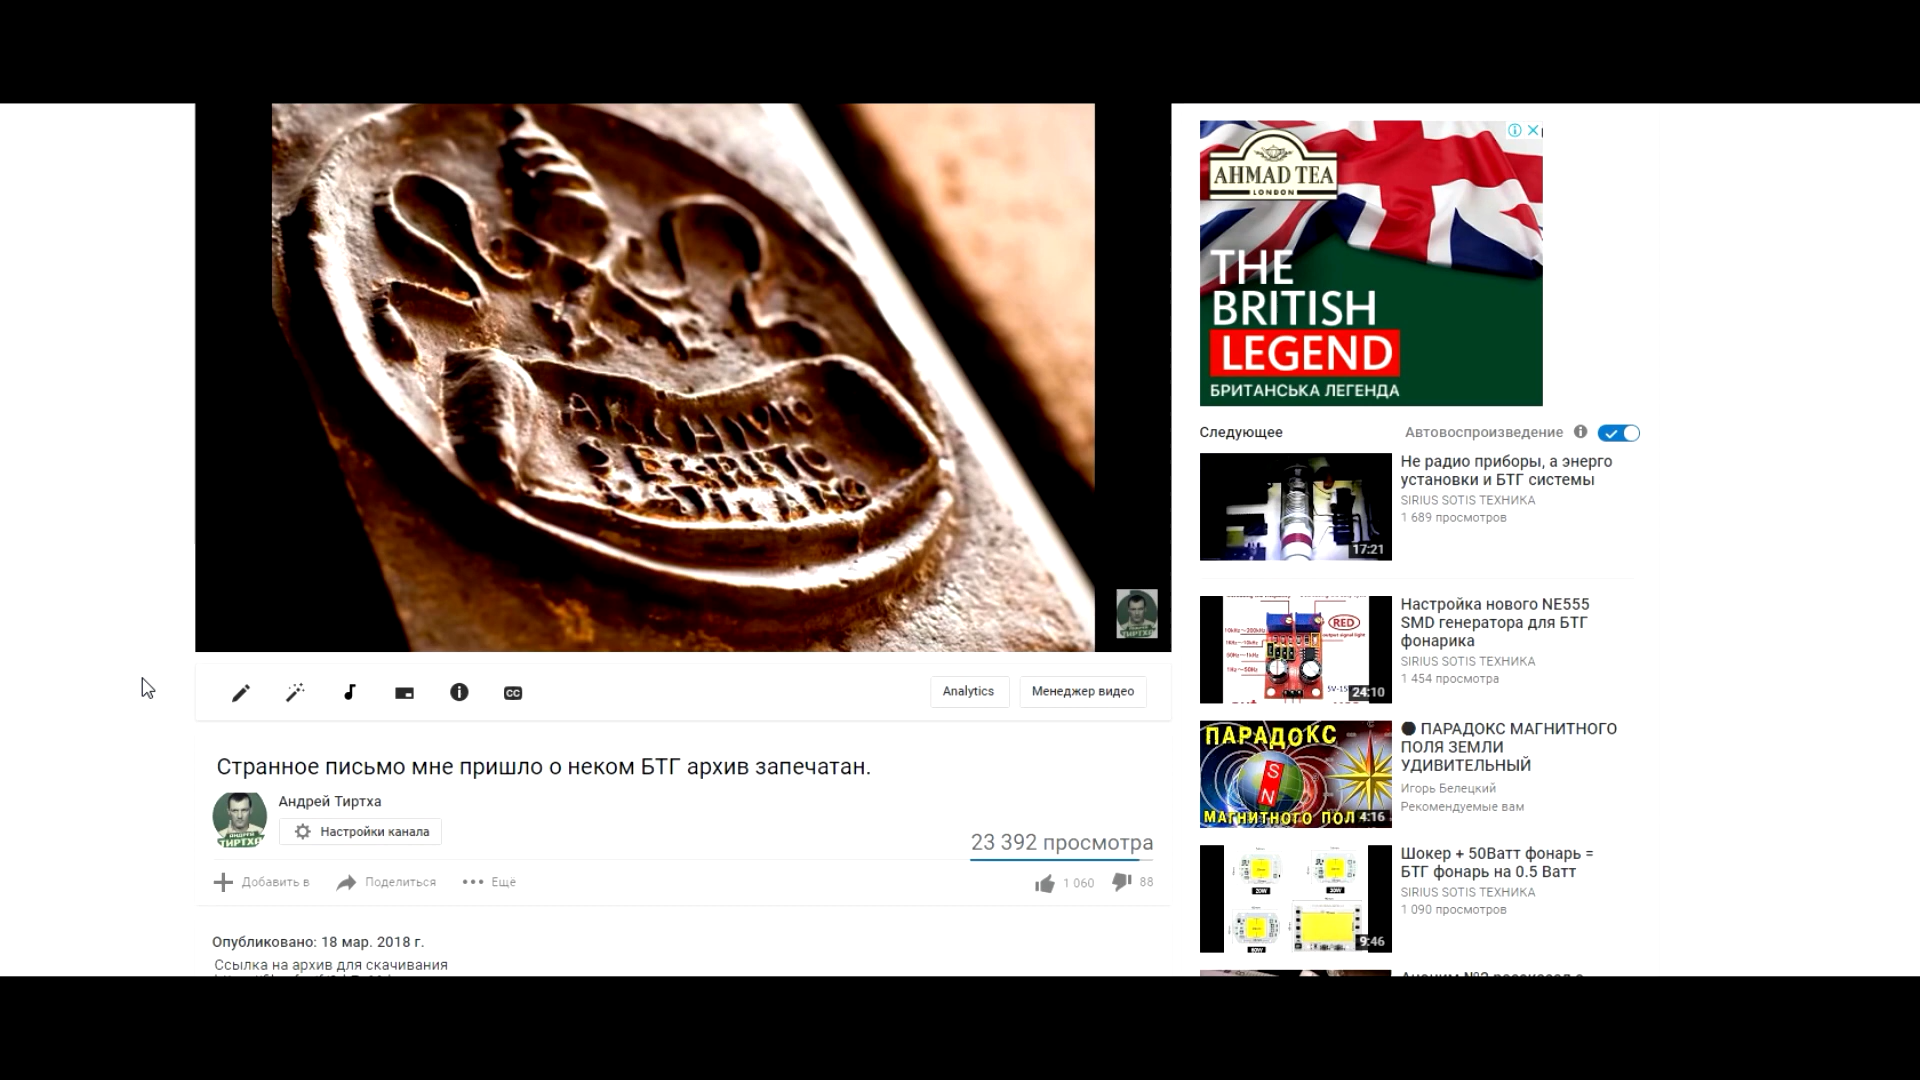 ARCHIVIO
SEGRETO
AHMAD TEA
LONDON
THE
BRITISH
LEGEND
БРИТАНСЬКА ЛЕГЕНДА
Analytics
Менеджер видео
Странное письмо мне пришло о неком БТГ архив запечатан.
Андрей Тиртха
Настройки канала
23 392 просмотра
Добавить в
Поделиться
Ещё
1 060
88
Опубликовано: 18 мар. 2018 г.
Ссылка на архив для скачивания
Следующее
Автовоспроизведение
Не радио приборы, а энерго
установки и БТГ системы
SIRIUS SOTIS ТЕХНИКА
1 689 просмотров
17:21
Настройка нового NE555
SMD генератора для БТГ
фонарика
SIRIUS SOTIS ТЕХНИКА
1 454 просмотра
RED
24:10
ПАРАДОКС МАГНИТНОГО
ПОЛЯ ЗЕМЛИ
УДИВИТЕЛЬНЫЙ
Игорь Белецкий
Рекомендуемые вам
ПАРАДОКС
S
N
МАГНИТНОГО ПОЛ
4:16
Шокер + 50Ватт фонарь =
БТГ фонарь на 0.5 Ватт
SIRIUS SOTIS ТЕХНИКА
1 090 просмотров
9:46